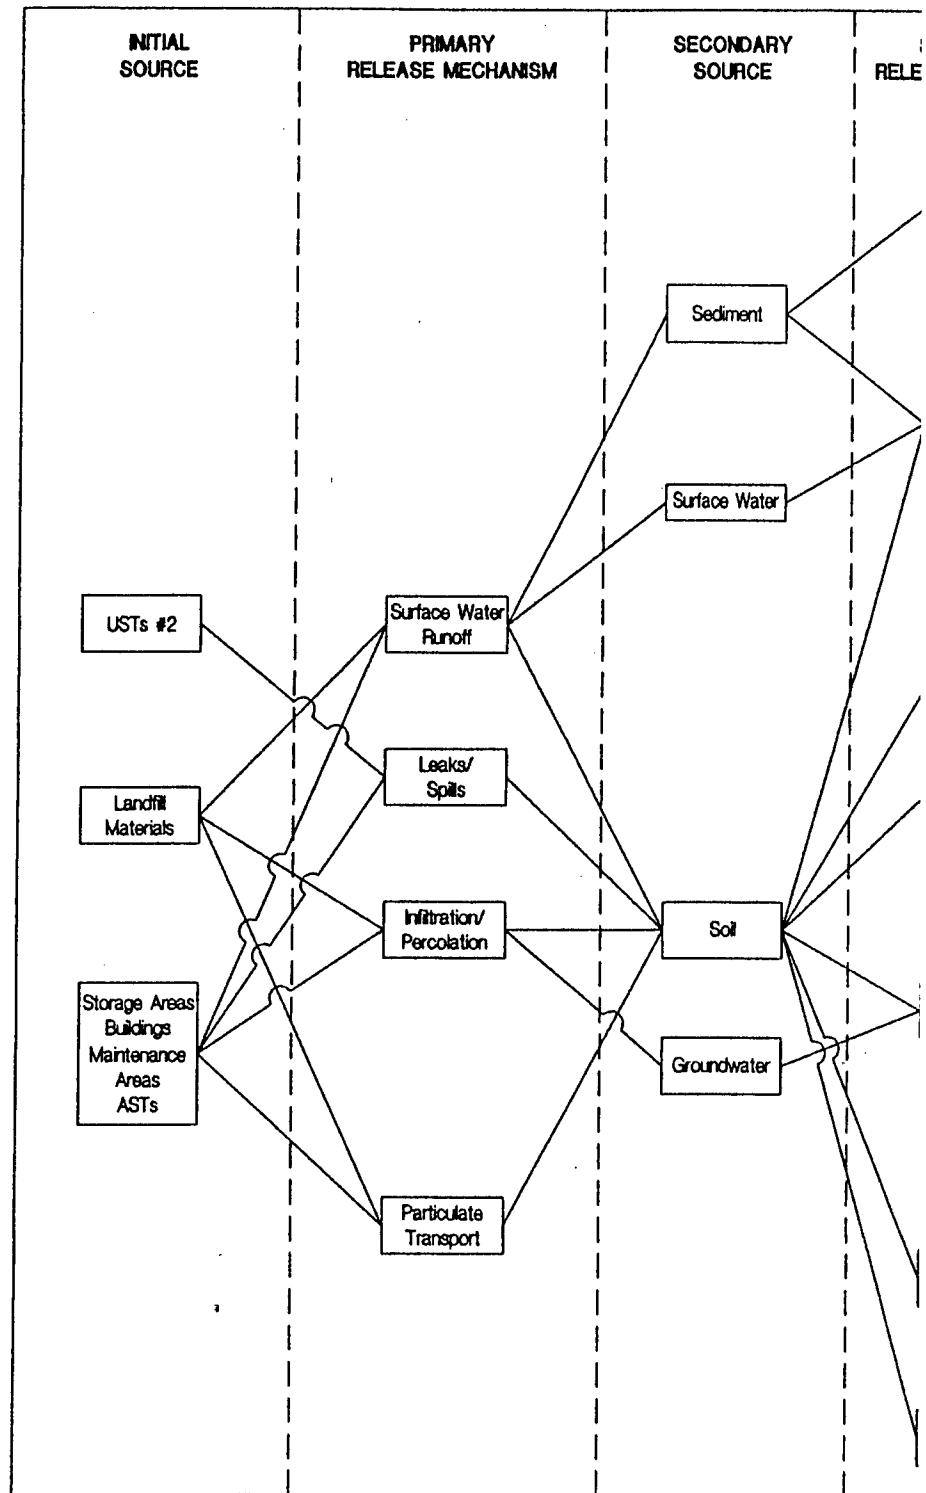 INITIAL
SOURCE
PRIMARY
RELEASE MECHANISM
SECONDARY
SOURCE
RELE
Sediment
Surface Water
USTs #2
Surface Water
Runoff
Leaks/
Spills
Landfill
Materials
Infiltration/
Percolation
Soil
Storage Areas
Buildings
Maintenance
Areas
ASTs
Groundwater
Particulate
Transport